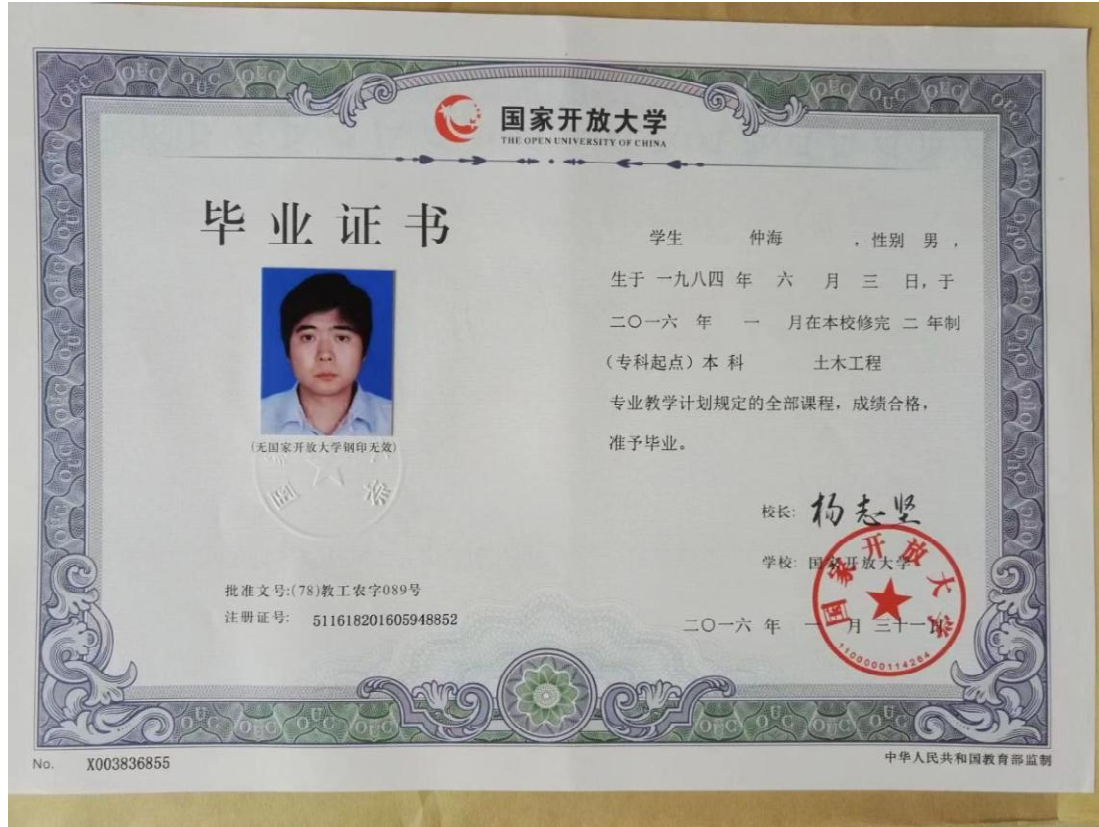 国家开放大学
THE OPEN UNIVERSITY OF CHINA
毕业证书
(无国家开放大学钢印无效)
批准文号:(78)教工农字089号
注册证号: 511618201605948852
学生 仲海 ，性别 男，
生于 一九八四 年 六 月 三 日，于
二〇一六 年 一 月在本校修完 二 年制
（专科起点）本 科 土木工程
专业教学计划规定的全部课程，成绩合格，
准予毕业。
校长: 杨志坚
学校: 国家开放大学
国家开放大学
1100000114284
二〇一六 年 一 月 三十一日
No. X003836855
中华人民共和国教育部监制